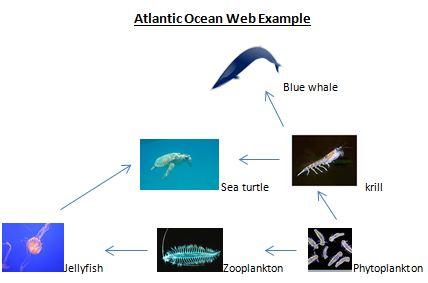 Atlantic Ocean Web Example
Blue whale
Sea turtle
krill
Jellyfish
Zooplankton
Phytoplankton